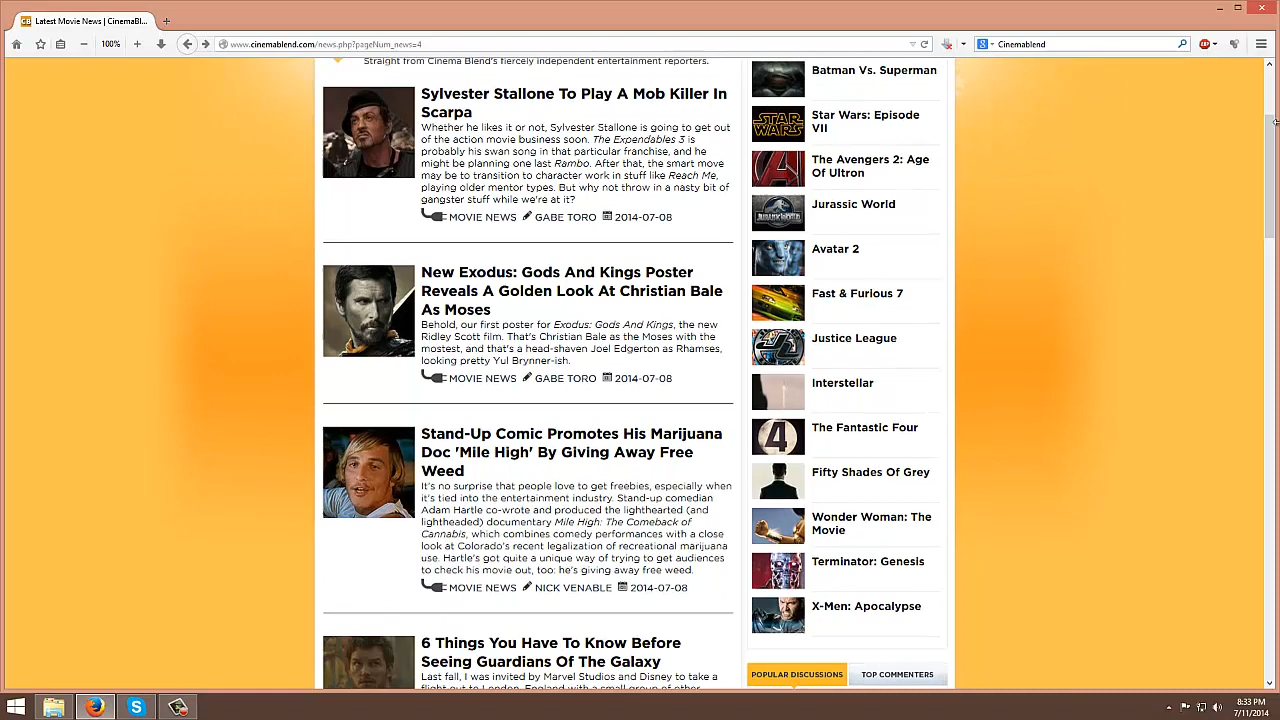 Latest Movie News | CinemaBl...
100%
www.cinemablend.com/news.php?pageNum_news=4
Cinemablend
Straight from Cinema Blend's fiercely independent entertainment reporters.
Sylvester Stallone To Play A Mob Killer In
Scarpa
Whether he likes it or not, Sylvester Stallone is going to get out
of the action movie business soon. The Expendables 3 is
probably his swan song in that particular franchise, and he
might be planning one last Rambo. After that, the smart move
may be to transition to character work in stuff like Reach Me,
playing older mentor types. But why not throw in a nasty bit of
gangster stuff while we're at it?
MOVIE NEWS GABE TORO 2014-07-08
New Exodus: Gods And Kings Poster
Reveals A Golden Look At Christian Bale
As Moses
Behold, our first poster for Exodus: Gods And Kings, the new
Ridley Scott film. That's Christian Bale as the Moses with the
mostest, and that's a head-shaven Joel Edgerton as Rhamses,
looking pretty Yul Brynner-ish.
MOVIE NEWS GABE TORO 2014-07-08
Stand-Up Comic Promotes His Marijuana
Doc 'Mile High' By Giving Away Free
Weed
It's no surprise that people love to get freebies, especially when
it's tied into the entertainment industry. Stand-up comedian
Adam Hartle co-wrote and produced the lighthearted (and
lightheaded) documentary Mile High: The Comeback of
Cannabis, which combines comedy performances with a close
look at Colorado's recent legalization of recreational marijuana
use. Hartle's got quite a unique way of trying to get audiences
to check his movie out, too: he's giving away free weed.
MOVIE NEWS NICK VENABLE 2014-07-08
6 Things You Have To Know Before
Seeing Guardians Of The Galaxy
Last fall, I was invited by Marvel Studios and Disney to take a
flight out to London, England with a small group of other
Batman Vs. Superman
STAR WARS
Star Wars: Episode
VII
The Avengers 2: Age
Of Ultron
JURASSIC WORLD
Jurassic World
Avatar 2
Fast & Furious 7
Justice League
Interstellar
4
The Fantastic Four
Fifty Shades Of Grey
Wonder Woman: The
Movie
Terminator: Genesis
X-Men: Apocalypse
POPULAR DISCUSSIONS
TOP COMMENTERS
8:33 PM
7/11/2014